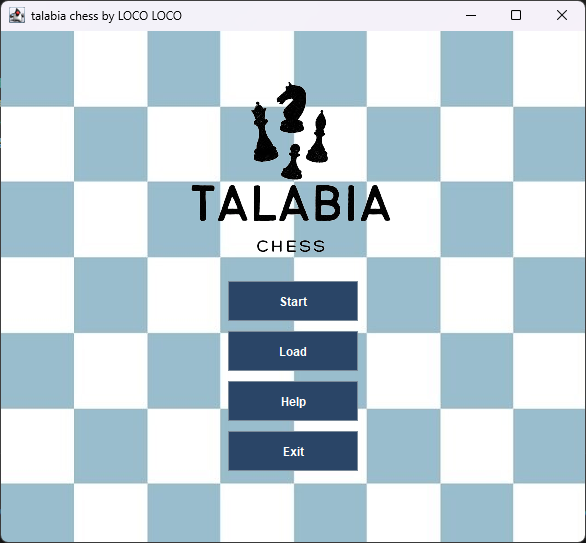 talabia chess by LOCO LOCO
TALABIA
CHESS
Start
Load
Help
Exit